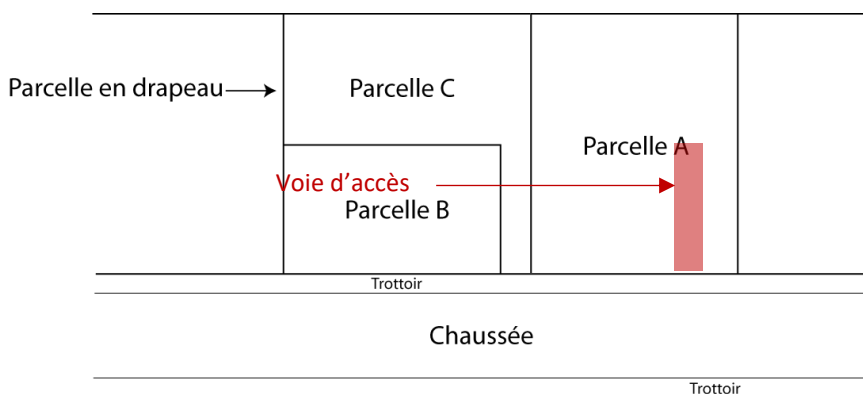 Parcelle en drapeau
Parcelle C
Parcelle A
Voie d'accès
Parcelle B
Trottoir
Chaussée
Trottoir